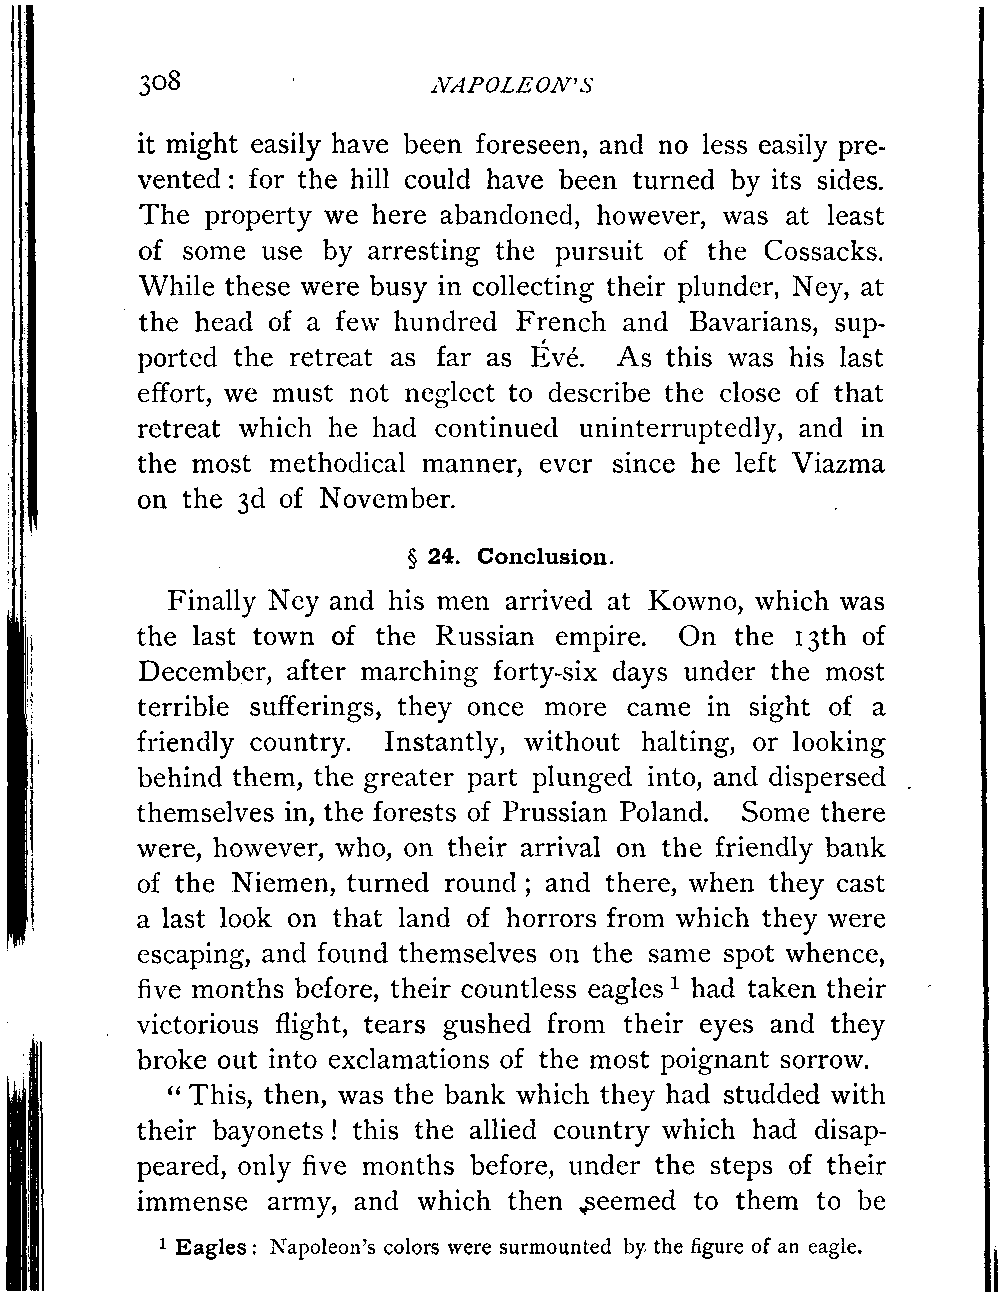 308 NAPOLEON'S
it might easily have been foreseen, and no less easily pre-
vented: for the hill could have been turned by its sides.
The property we here abandoned, however, was at least
of some use by arresting the pursuit of the Cossacks.
While these were busy in collecting their plunder, Ney, at
the head of a few hundred French and Bavarians, sup-
ported the retreat as far as Évé. As this was his last
effort, we must not neglect to describe the close of that
retreat which he had continued uninterruptedly, and in
the most methodical manner, ever since he left Viazma
on the 3d of November.
§ 24. Conclusion.
Finally Ney and his men arrived at Kowno, which was
the last town of the Russian empire. On the 13th of
December, after marching forty-six days under the most
terrible sufferings, they once more came in sight of a
friendly country. Instantly, without halting, or looking
behind them, the greater part plunged into, and dispersed
themselves in, the forests of Prussian Poland. Some there
were, however, who, on their arrival on the friendly bank
of the Niemen, turned round; and there, when they cast
a last look on that land of horrors from which they were
escaping, and found themselves on the same spot whence,
five months before, their countless eagles¹ had taken their
victorious flight, tears gushed from their eyes and they
broke out into exclamations of the most poignant sorrow.
"This, then, was the bank which they had studded with
their bayonets! this the allied country which had disap-
peared, only five months before, under the steps of their
immense army, and which then seemed to them to be
¹ Eagles: Napoleon's colors were surmounted by the figure of an eagle.